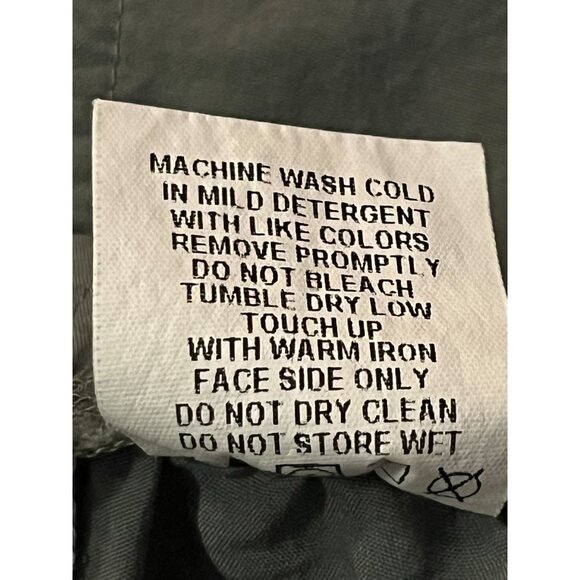 MACHINE WASH COLD
IN MILD DETERGENT
WITH LIKE COLORS
REMOVE PROMPTLY
DO NOT BLEACH
TUMBLE DRY LOW
TOUCH UP
WITH WARM IRON
FACE SIDE ONLY
DO NOT DRY CLEAN
DO NOT STORE WET